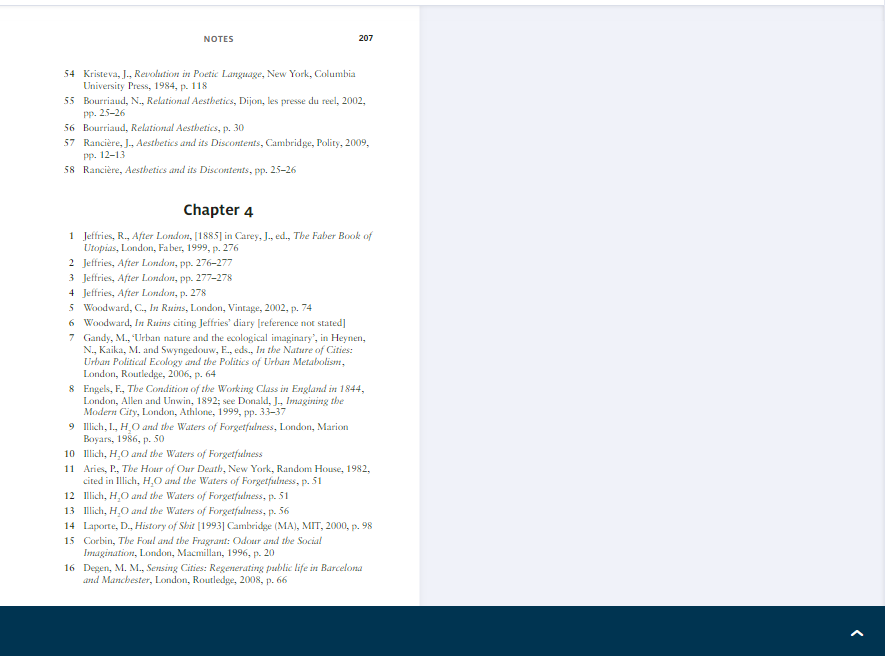 NOTES 207
54 Kristeva, J., Revolution in Poetic Language, New York, Columbia
University Press, 1984, p. 118
55 Bourriaud, N., Relational Aesthetics, Dijon, les presse du reel, 2002,
pp. 25–26
56 Bourriaud, Relational Aesthetics, p. 30
57 Rancière, J., Aesthetics and its Discontents, Cambridge, Polity, 2009,
pp. 12–13
58 Rancière, Aesthetics and its Discontents, pp. 25–26
Chapter 4
1 Jeffries, R., After London, [1885] in Carey, J., ed., The Faber Book of
Utopias, London, Faber, 1999, p. 276
2 Jeffries, After London, pp. 276–277
3 Jeffries, After London, pp. 277–278
4 Jeffries, After London, p. 278
5 Woodward, C., In Ruins, London, Vintage, 2002, p. 74
6 Woodward, In Ruins citing Jeffries’ diary [reference not stated]
7 Gandy, M., ‘Urban nature and the ecological imaginary’, in Heynen,
N., Kaika, M. and Swyngedouw, E., eds., In the Nature of Cities:
Urban Political Ecology and the Politics of Urban Metabolism,
London, Routledge, 2006, p. 64
8 Engels, F., The Condition of the Working Class in England in 1844,
London, Allen and Unwin, 1892; see Donald, J., Imagining the
Modern City, London, Athlone, 1999, pp. 33–37
9 Illich, I., H₂O and the Waters of Forgetfulness, London, Marion
Boyars, 1986, p. 50
10 Illich, H₂O and the Waters of Forgetfulness
11 Aries, P., The Hour of Our Death, New York, Random House, 1982,
cited in Illich, H₂O and the Waters of Forgetfulness, p. 51
12 Illich, H₂O and the Waters of Forgetfulness, p. 51
13 Illich, H₂O and the Waters of Forgetfulness, p. 56
14 Laporte, D., History of Shit [1993] Cambridge (MA), MIT, 2000, p. 98
15 Corbin, The Foul and the Fragrant: Odour and the Social
Imagination, London, Macmillan, 1996, p. 20
16 Degen, M. M., Sensing Cities: Regenerating public life in Barcelona
and Manchester, London, Routledge, 2008, p. 66